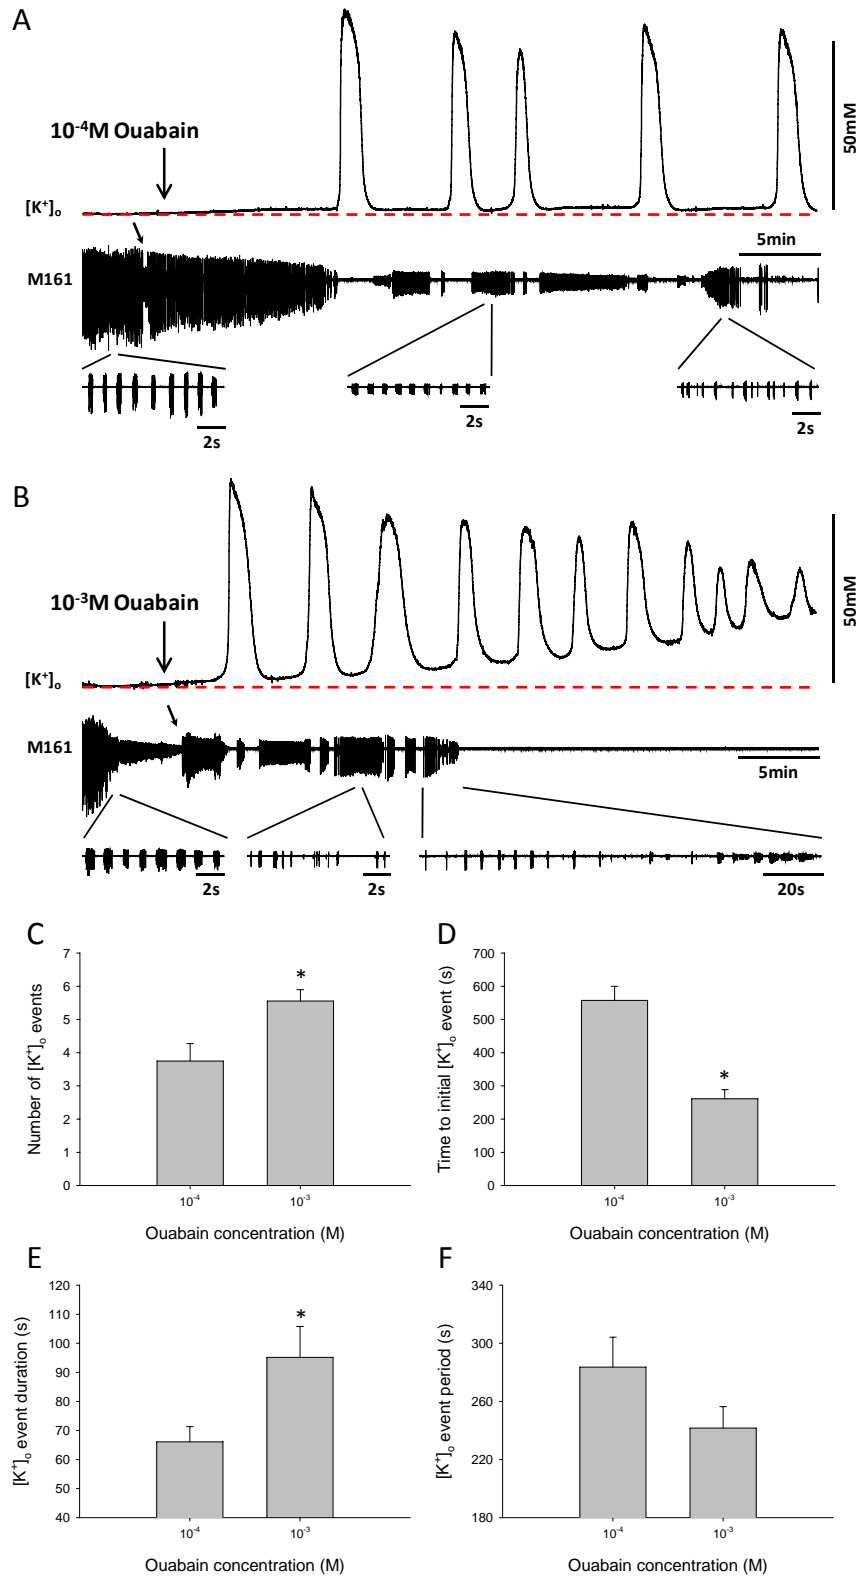 A
10⁻⁴M Ouabain
50mM
[K⁺]ₒ
5min
M161
2s
2s
2s
B
10⁻³M Ouabain
50mM
[K⁺]ₒ
M161
5min
2s
2s
20s
C
Number of [K⁺]ₒ events
7
6
5
4
3
2
1
0
*
10⁻⁴
10⁻³
Ouabain concentration (M)
D
Time to initial [K⁺]ₒ event (s)
700
600
500
400
300
200
100
0
*
10⁻⁴
10⁻³
Ouabain concentration (M)
E
[K⁺]ₒ event duration (s)
120
110
100
90
80
70
60
50
40
*
10⁻⁴
10⁻³
Ouabain concentration (M)
F
[K⁺]ₒ event period (s)
340
300
260
220
180
10⁻⁴
10⁻³
Ouabain concentration (M)